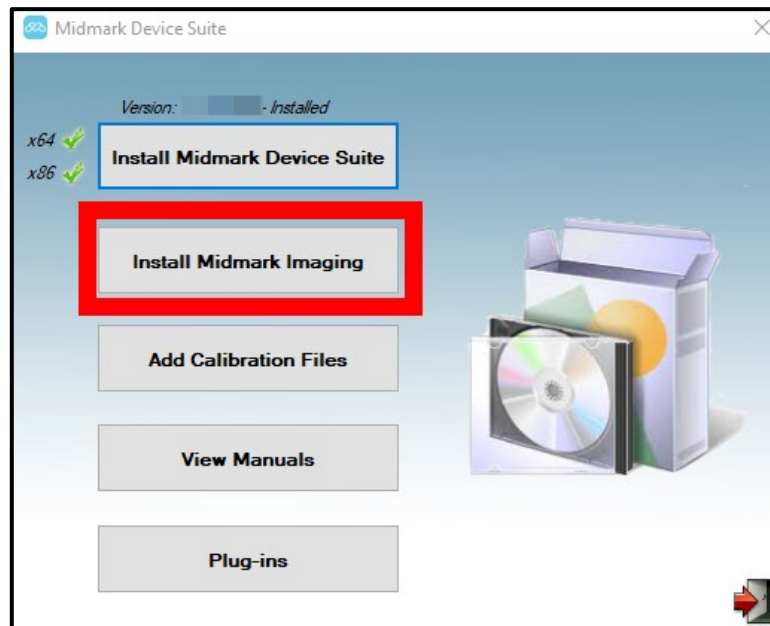 Midmark Device Suite
Version: - Installed
x64
Install Midmark Device Suite
x86
Install Midmark Imaging
Add Calibration Files
View Manuals
Plug-ins